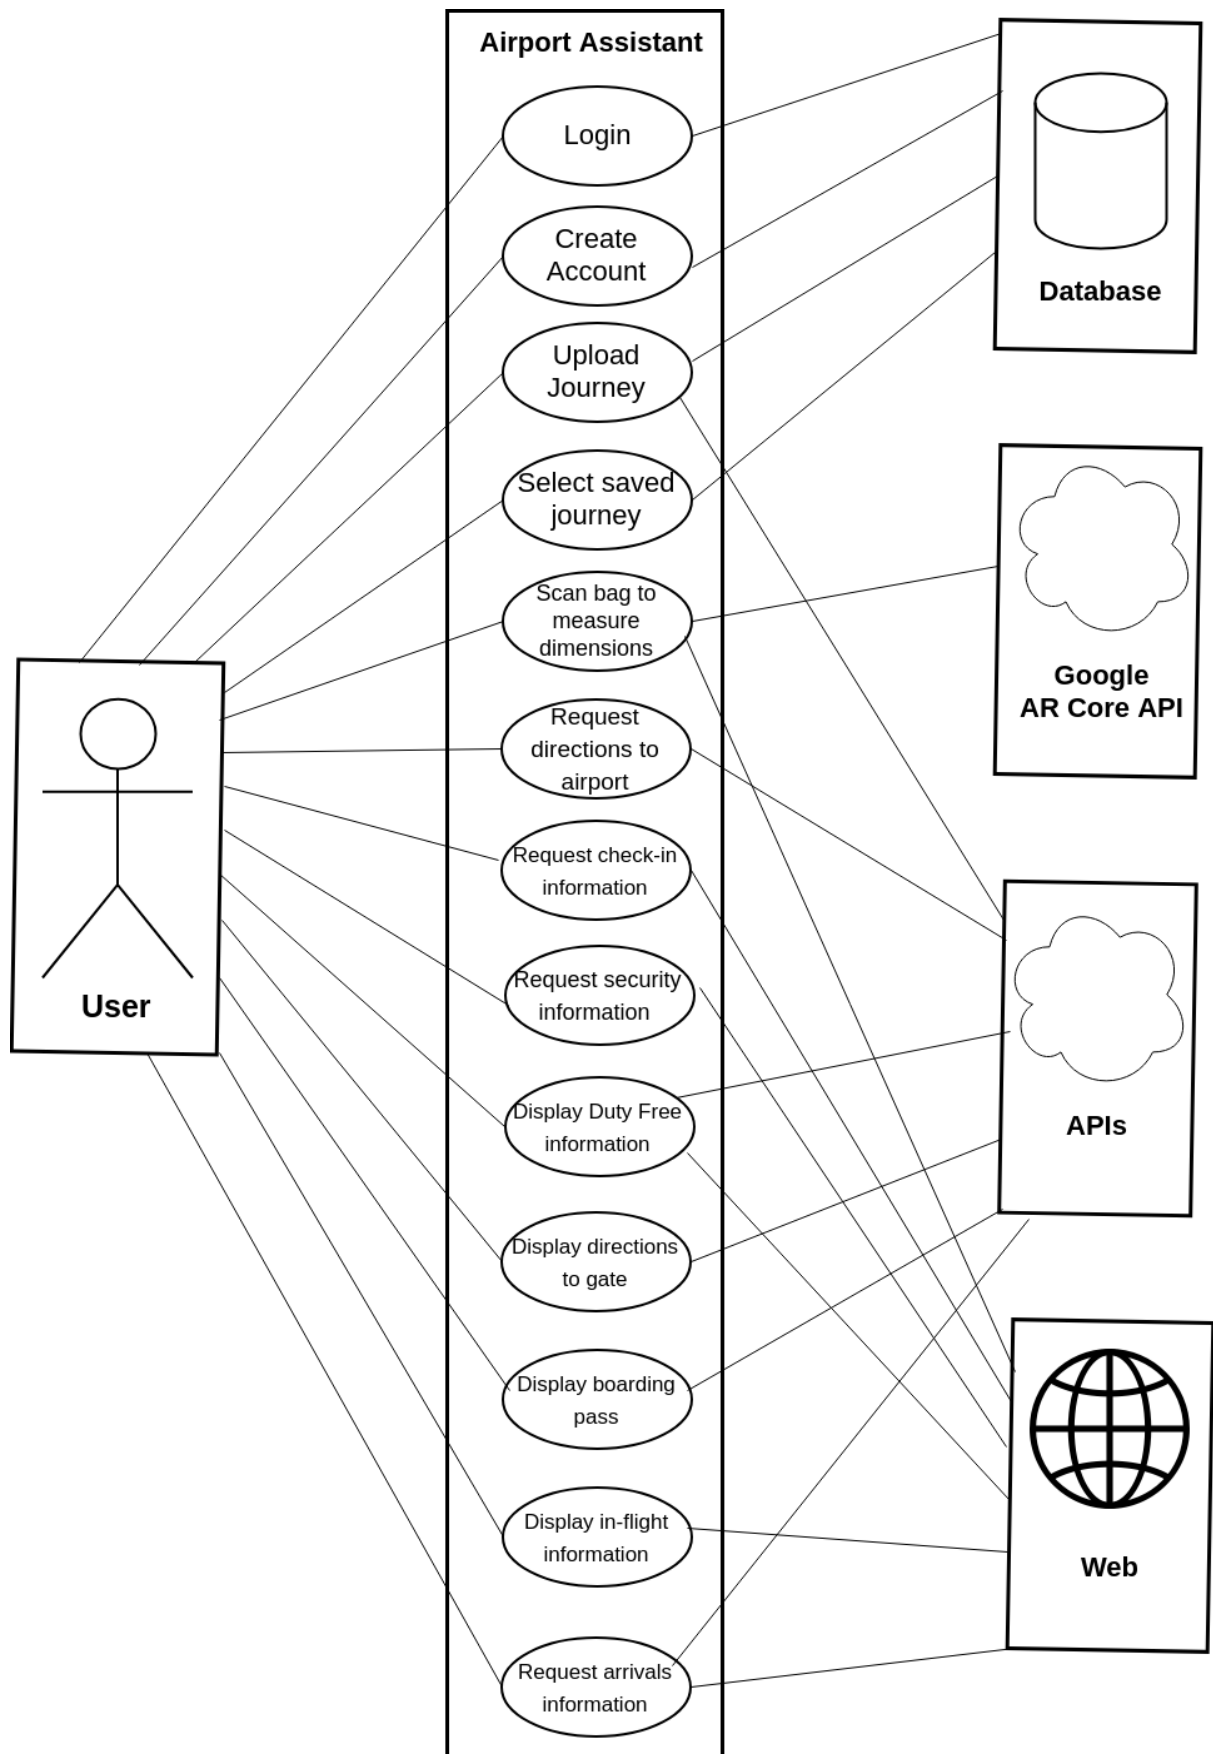 Airport Assistant
Login
Create
Account
Upload
Journey
Select saved
journey
Scan bag to
measure
dimensions
Request
directions to
airport
Request check-in
information
Request security
information
Display Duty Free
information
Display directions
to gate
Display boarding
pass
Display in-flight
information
Request arrivals
information
User
Database
Google
AR Core API
APIs
Web